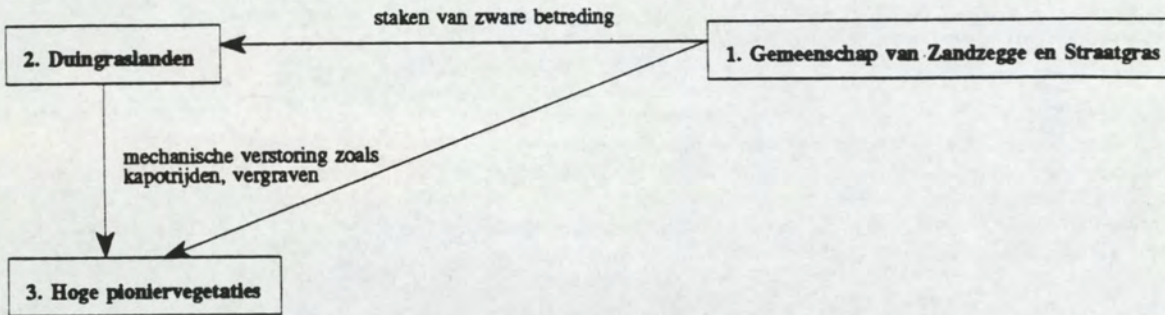 staken van zware betreding
2. Duingraslanden
1. Gemeenschap van Zandzegge en Straatgras
mechanische verstoring zoals
kapotrijden, vergraven
3. Hoge pioniervegetaties